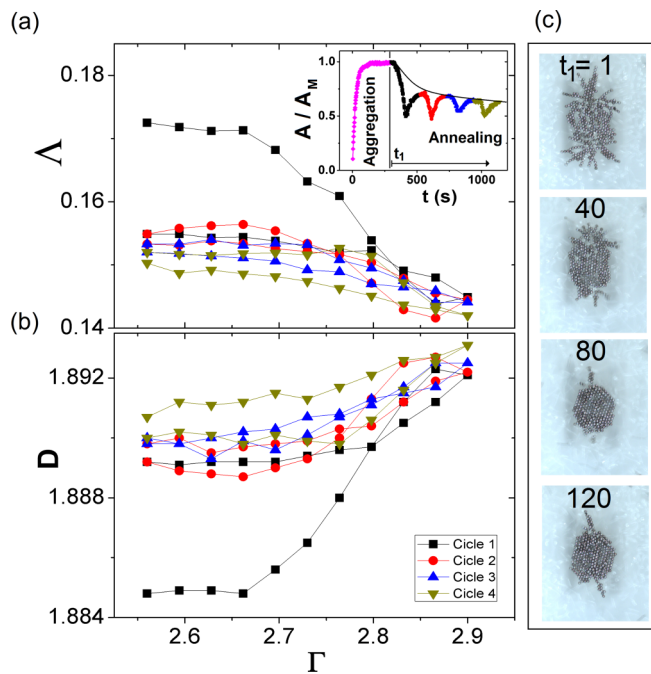 (a)
0.18
0.16
0.14
Λ
A / A_M
1.0
0.5
0.0
Aggregation
Annealing
t₁
0
500
1000
t (s)
(b)
D
1.892
1.888
1.884
Cicle 1
Cicle 2
Cicle 3
Cicle 4
2.6
2.7
2.8
2.9
Γ
(c)
t₁= 1
40
80
120